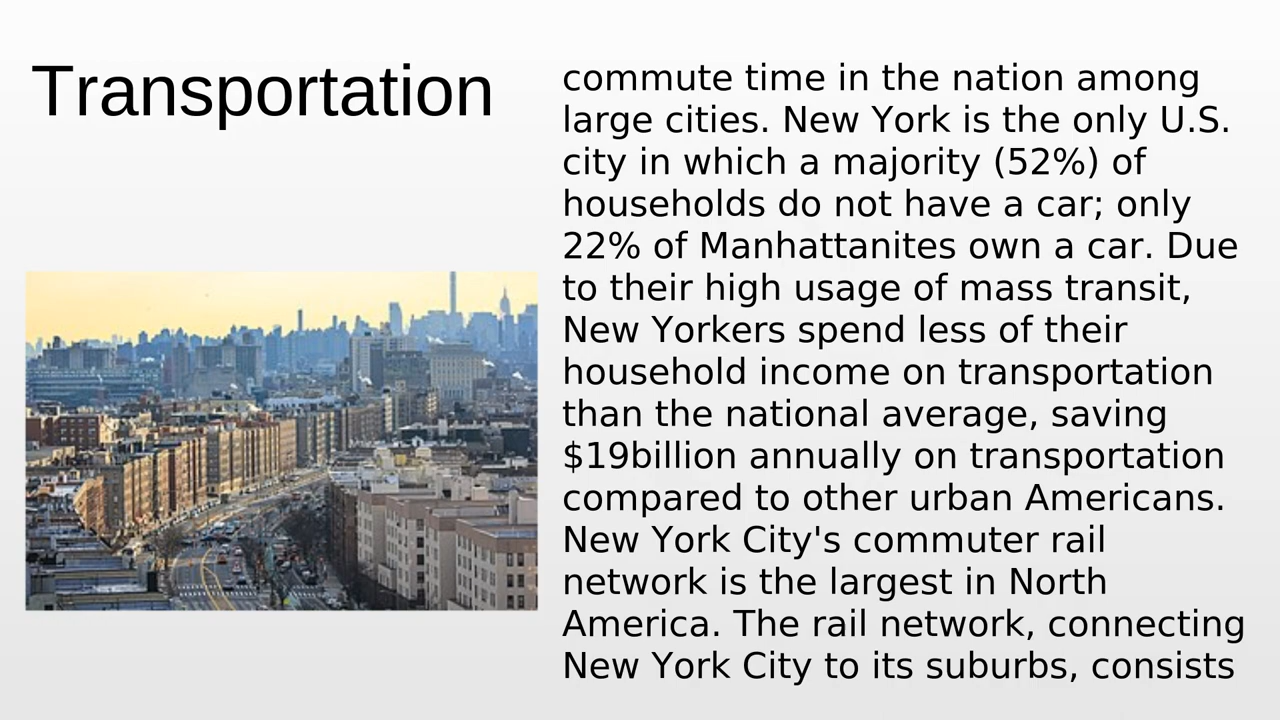 Transportation
commute time in the nation among
large cities. New York is the only U.S.
city in which a majority (52%) of
households do not have a car; only
22% of Manhattanites own a car. Due
to their high usage of mass transit,
New Yorkers spend less of their
household income on transportation
than the national average, saving
$19billion annually on transportation
compared to other urban Americans.
New York City's commuter rail
network is the largest in North
America. The rail network, connecting
New York City to its suburbs, consists